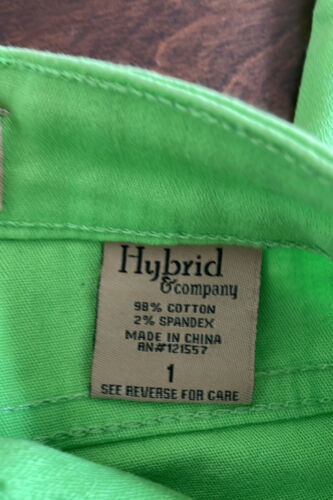 Hybrid
& company
98% COTTON
2% SPANDEX
MADE IN CHINA
RN#121557
1
SEE REVERSE FOR CARE